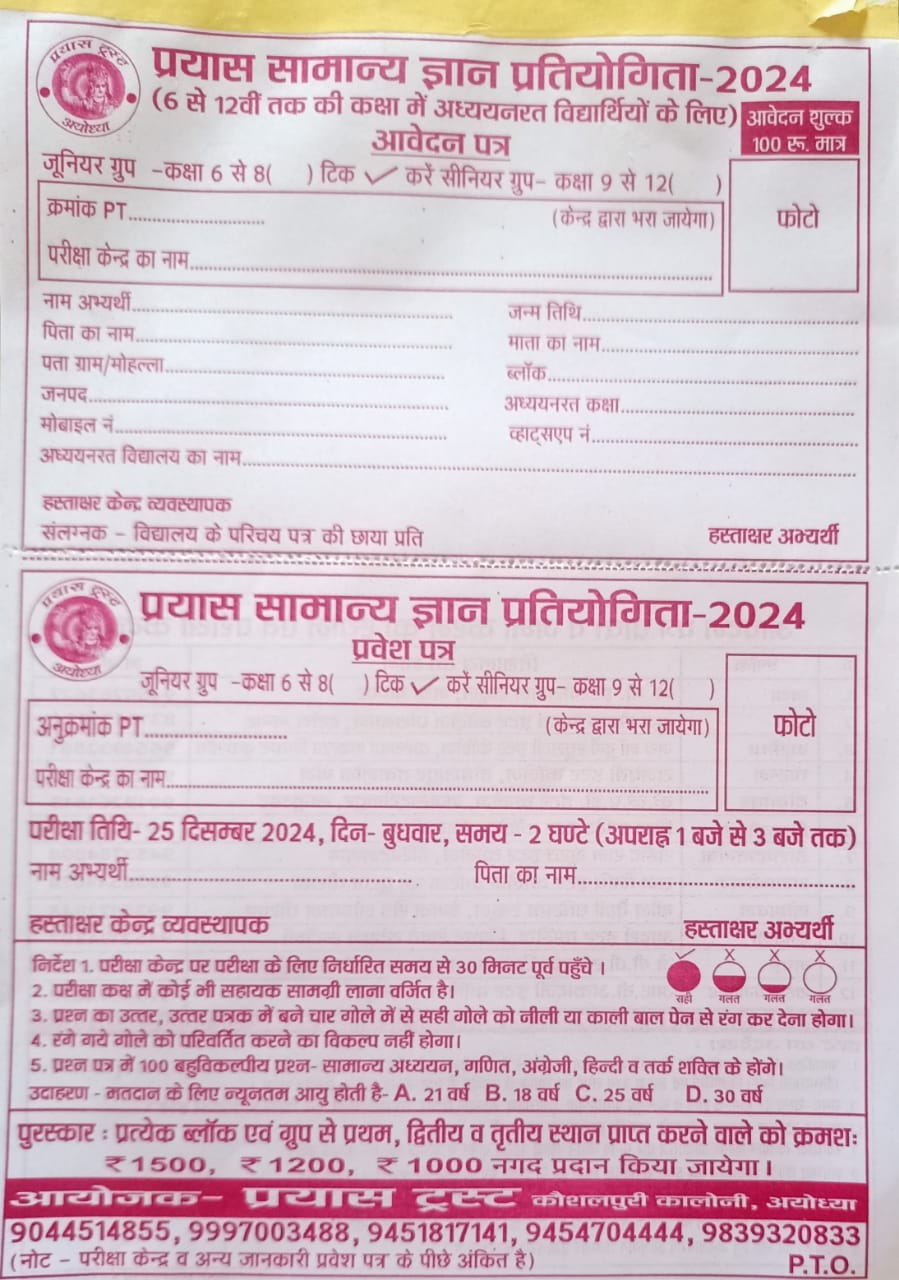 प्रयास ट्रस्ट
अयोध्या
प्रयास सामान्य ज्ञान प्रतियोगिता-2024
(6 से 12वीं तक की कक्षा में अध्ययनरत विद्यार्थियों के लिए)
आवेदन शुल्क
100 रू. मात्र
आवेदन पत्र
जूनियर ग्रुप -कक्षा 6 से 8( ) टिक ✓ करें सीनियर ग्रुप- कक्षा 9 से 12( )
क्रमांक PT.................... (केन्द्र द्वारा भरा जायेगा)
फोटो
परीक्षा केन्द्र का नाम....................
नाम अभ्यर्थी.................... जन्म तिथि....................
पिता का नाम.................... माता का नाम....................
पता ग्राम/मोहल्ला.................... ब्लॉक....................
जनपद.................... अध्ययनरत कक्षा....................
मोबाइल नं.................... व्हाट्सएप नं....................
अध्ययनरत विद्यालय का नाम....................
हस्ताक्षर केन्द्र व्यवस्थापक
संलग्नक - विद्यालय के परिचय पत्र की छाया प्रति हस्ताक्षर अभ्यर्थी
प्रयास ट्रस्ट
अयोध्या
प्रयास सामान्य ज्ञान प्रतियोगिता-2024
प्रवेश पत्र
जूनियर ग्रुप -कक्षा 6 से 8( ) टिक ✓ करें सीनियर ग्रुप- कक्षा 9 से 12( )
अनुक्रमांक PT.................... (केन्द्र द्वारा भरा जायेगा)
फोटो
परीक्षा केन्द्र का नाम....................
परीक्षा तिथि- 25 दिसम्बर 2024, दिन- बुधवार, समय - 2 घण्टे (अपराह्न 1 बजे से 3 बजे तक)
नाम अभ्यर्थी.................... पिता का नाम....................
हस्ताक्षर केन्द्र व्यवस्थापक हस्ताक्षर अभ्यर्थी
निर्देश 1. परीक्षा केन्द्र पर परीक्षा के लिए निर्धारित समय से 30 मिनट पूर्व पहुँचे।
✓ X X X
सही गलत गलत गलत
2. परीक्षा कक्ष में कोई भी सहायक सामग्री लाना वर्जित है।
3. प्रश्न का उत्तर, उत्तर पत्रक में बने चार गोले में से सही गोले को नीली या काली बाल पेन से रंग कर देना होगा।
4. रंगे गये गोले को परिवर्तित करने का विकल्प नहीं होगा।
5. प्रश्न पत्र में 100 बहुविकल्पीय प्रश्न- सामान्य अध्ययन, गणित, अंग्रेजी, हिन्दी व तर्क शक्ति के होंगे।
उदाहरण - मतदान के लिए न्यूनतम आयु होती है- A. 21 वर्ष B. 18 वर्ष C. 25 वर्ष D. 30 वर्ष
पुरस्कार : प्रत्येक ब्लॉक एवं ग्रुप से प्रथम, द्वितीय व तृतीय स्थान प्राप्त करने वाले को क्रमशः
₹1500, ₹1200, ₹1000 नगद प्रदान किया जायेगा।
आयोजक- प्रयास ट्रस्ट कौशलपुरी कालोनी, अयोध्या
9044514855, 9997003488, 9451817141, 9454704444, 9839320833
(नोट - परीक्षा केन्द्र व अन्य जानकारी प्रवेश पत्र के पीछे अंकित है) P.T.O.